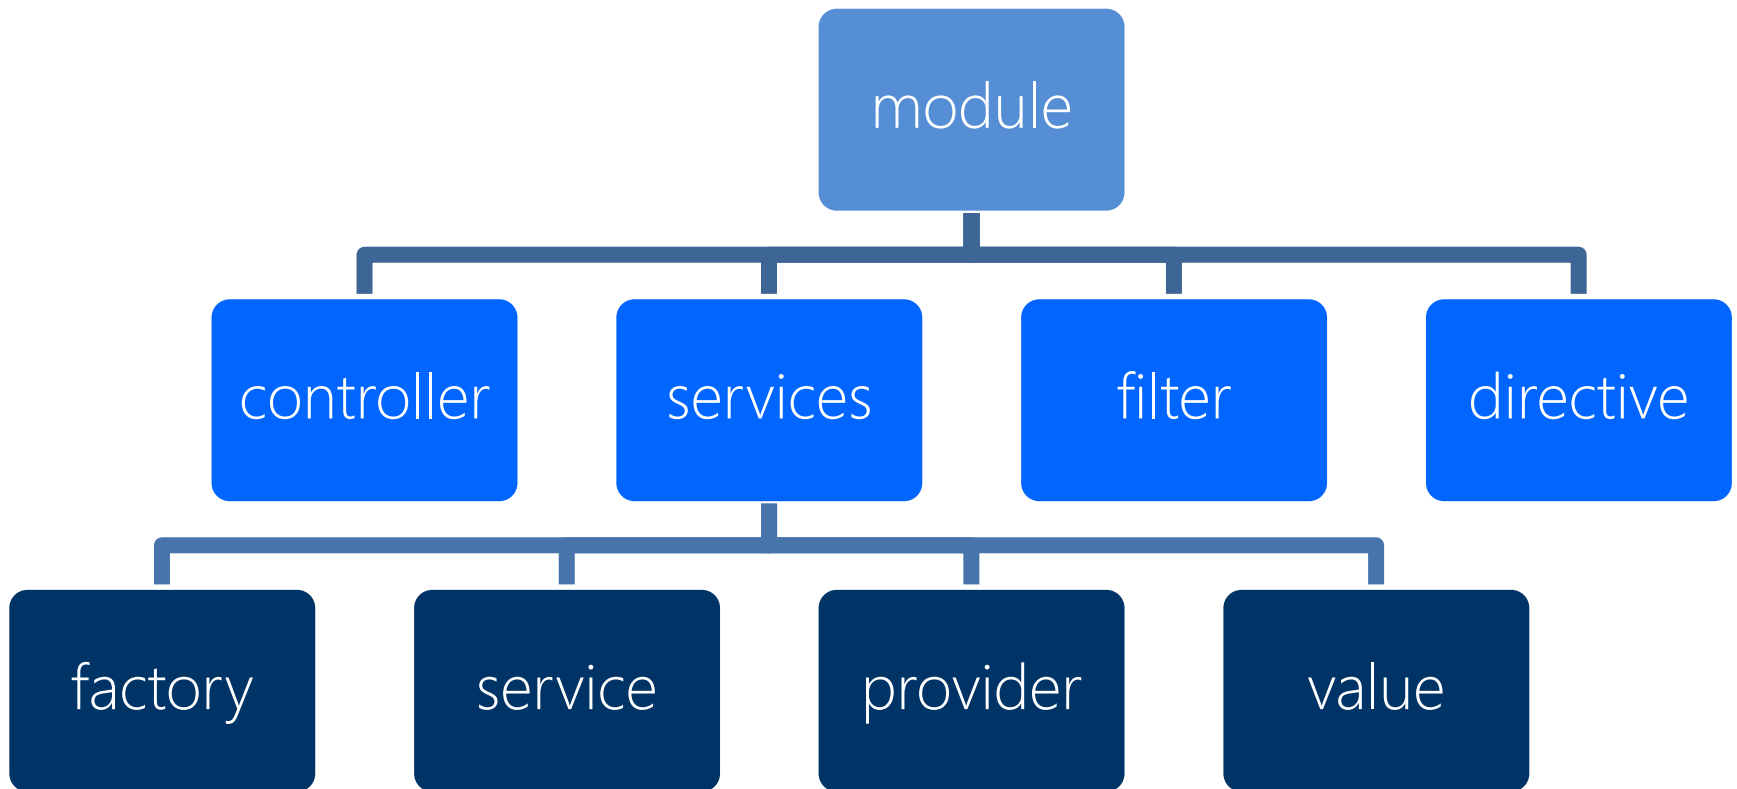 module
controller
services
filter
directive
factory
service
provider
value